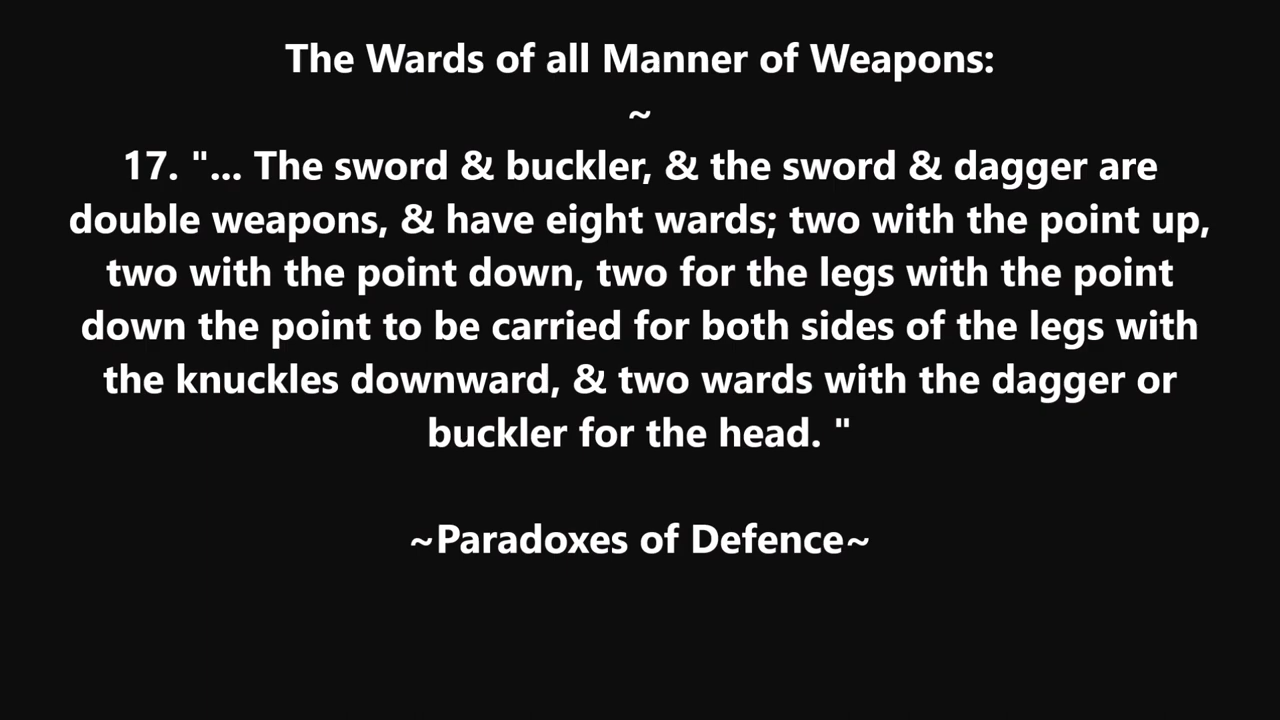 The Wards of all Manner of Weapons:
~
17. "... The sword & buckler, & the sword & dagger are
double weapons, & have eight wards; two with the point up,
two with the point down, two for the legs with the point
down the point to be carried for both sides of the legs with
the knuckles downward, & two wards with the dagger or
buckler for the head. "
~Paradoxes of Defence~